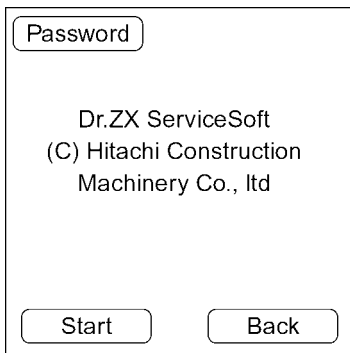 Password
Dr.ZX ServiceSoft
(C) Hitachi Construction
Machinery Co., ltd
Start Back